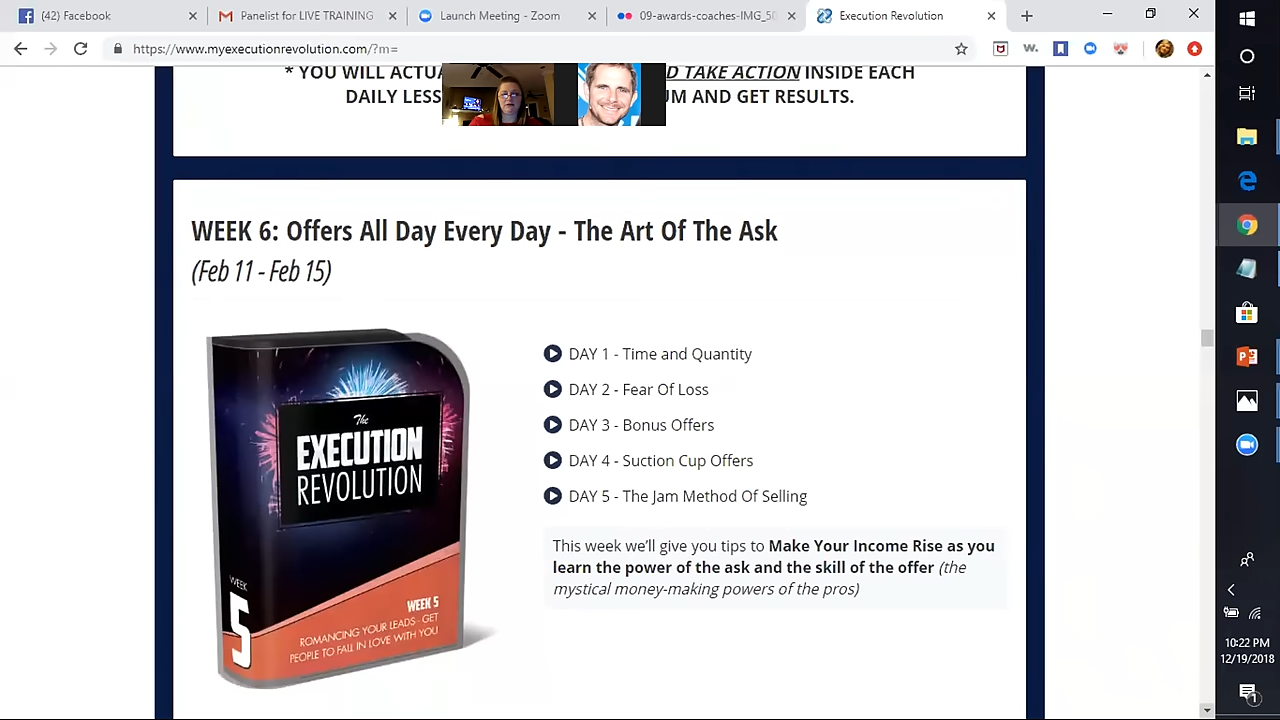 (42) Facebook
Panelist for LIVE TRAINING
Launch Meeting - Zoom
09-awards-coaches-IMG_50
Execution Revolution
https://www.myexecutionrevolution.com/?m=
* YOU WILL ACTUA
D TAKE ACTION INSIDE EACH
DAILY LESS
UM AND GET RESULTS.
WEEK 6: Offers All Day Every Day - The Art Of The Ask
(Feb 11 - Feb 15)
The
EXECUTION
REVOLUTION
WEEK
5
WEEK 5
ROMANCING YOUR LEADS - GET
PEOPLE TO FALL IN LOVE WITH YOU
DAY 1 - Time and Quantity
DAY 2 - Fear Of Loss
DAY 3 - Bonus Offers
DAY 4 - Suction Cup Offers
DAY 5 - The Jam Method Of Selling
This week we'll give you tips to Make Your Income Rise as you
learn the power of the ask and the skill of the offer (the
mystical money-making powers of the pros)
10:22 PM
12/19/2018
1